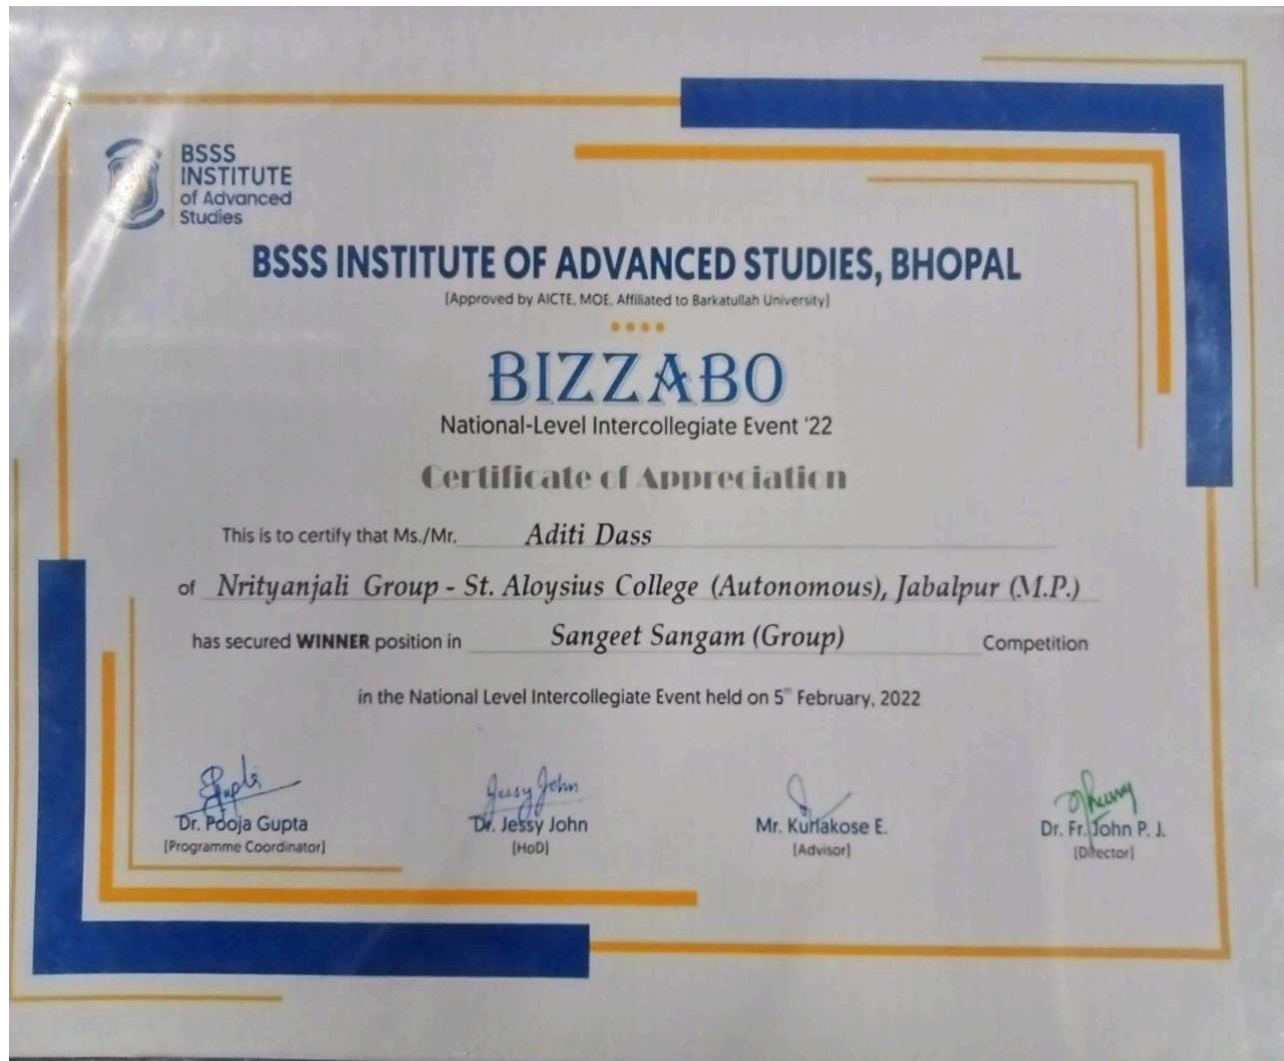 BSSS
INSTITUTE
of Advanced
Studies
BSSS INSTITUTE OF ADVANCED STUDIES, BHOPAL
(Approved by AICTE, MOE, Affiliated to Barkatullah University)
BIZZABO
National-Level Intercollegiate Event '22
Certificate of Appreciation
This is to certify that Ms./Mr. Aditi Dass
of Nrityanjali Group - St. Aloysius College (Autonomous), Jabalpur (M.P.)
has secured WINNER position in Sangeet Sangam (Group) Competition
in the National Level Intercollegiate Event held on 5th February, 2022
Gupta Jessy John
Dr. Pooja Gupta Dr. Jessy John Mr. Kuriakose E. Dr. Fr. John P. J.
(Programme Coordinator) (HoD) (Advisor) (Director)